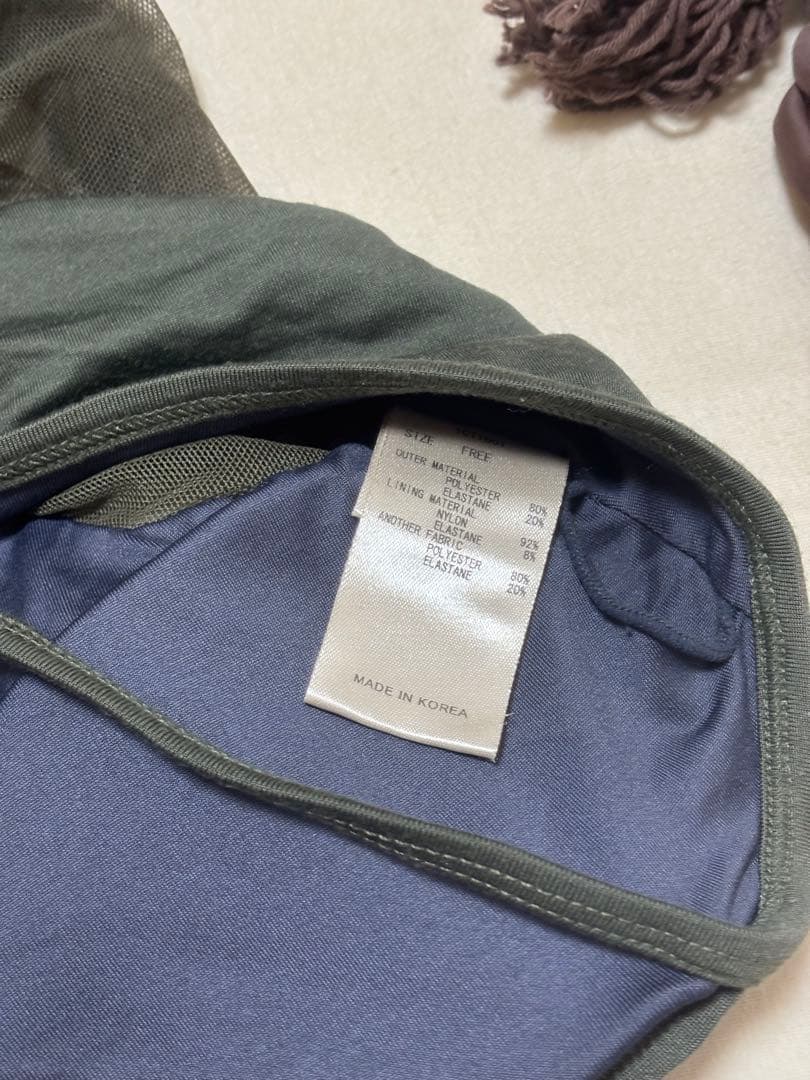 SIZE FREE
OUTER MATERIAL
POLYESTER 80%
ELASTANE 20%
LINING MATERIAL
NYLON 92%
ELASTANE 8%
ANOTHER FABRIC
POLYESTER 80%
ELASTANE 20%
MADE IN KOREA